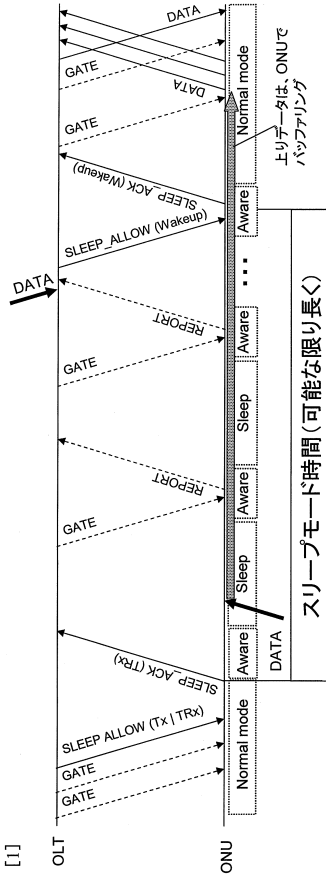 [1]
OLT
ONU
GATE
GATE
SLEEP ALLOW (Tx | TRx)
SLEEP_ACK (TRx)
GATE
REPORT
GATE
REPORT
DATA
SLEEP_ALLOW (Wakeup)
SLEEP_ACK (Wakeup)
GATE
DATA
GATE
DATA
Normal mode
Aware
Sleep
Aware
Sleep
Aware
...
Aware
Normal mode
DATA
上りデータは、ONUで
バッファリング
スリープモード時間(可能な限り長く)